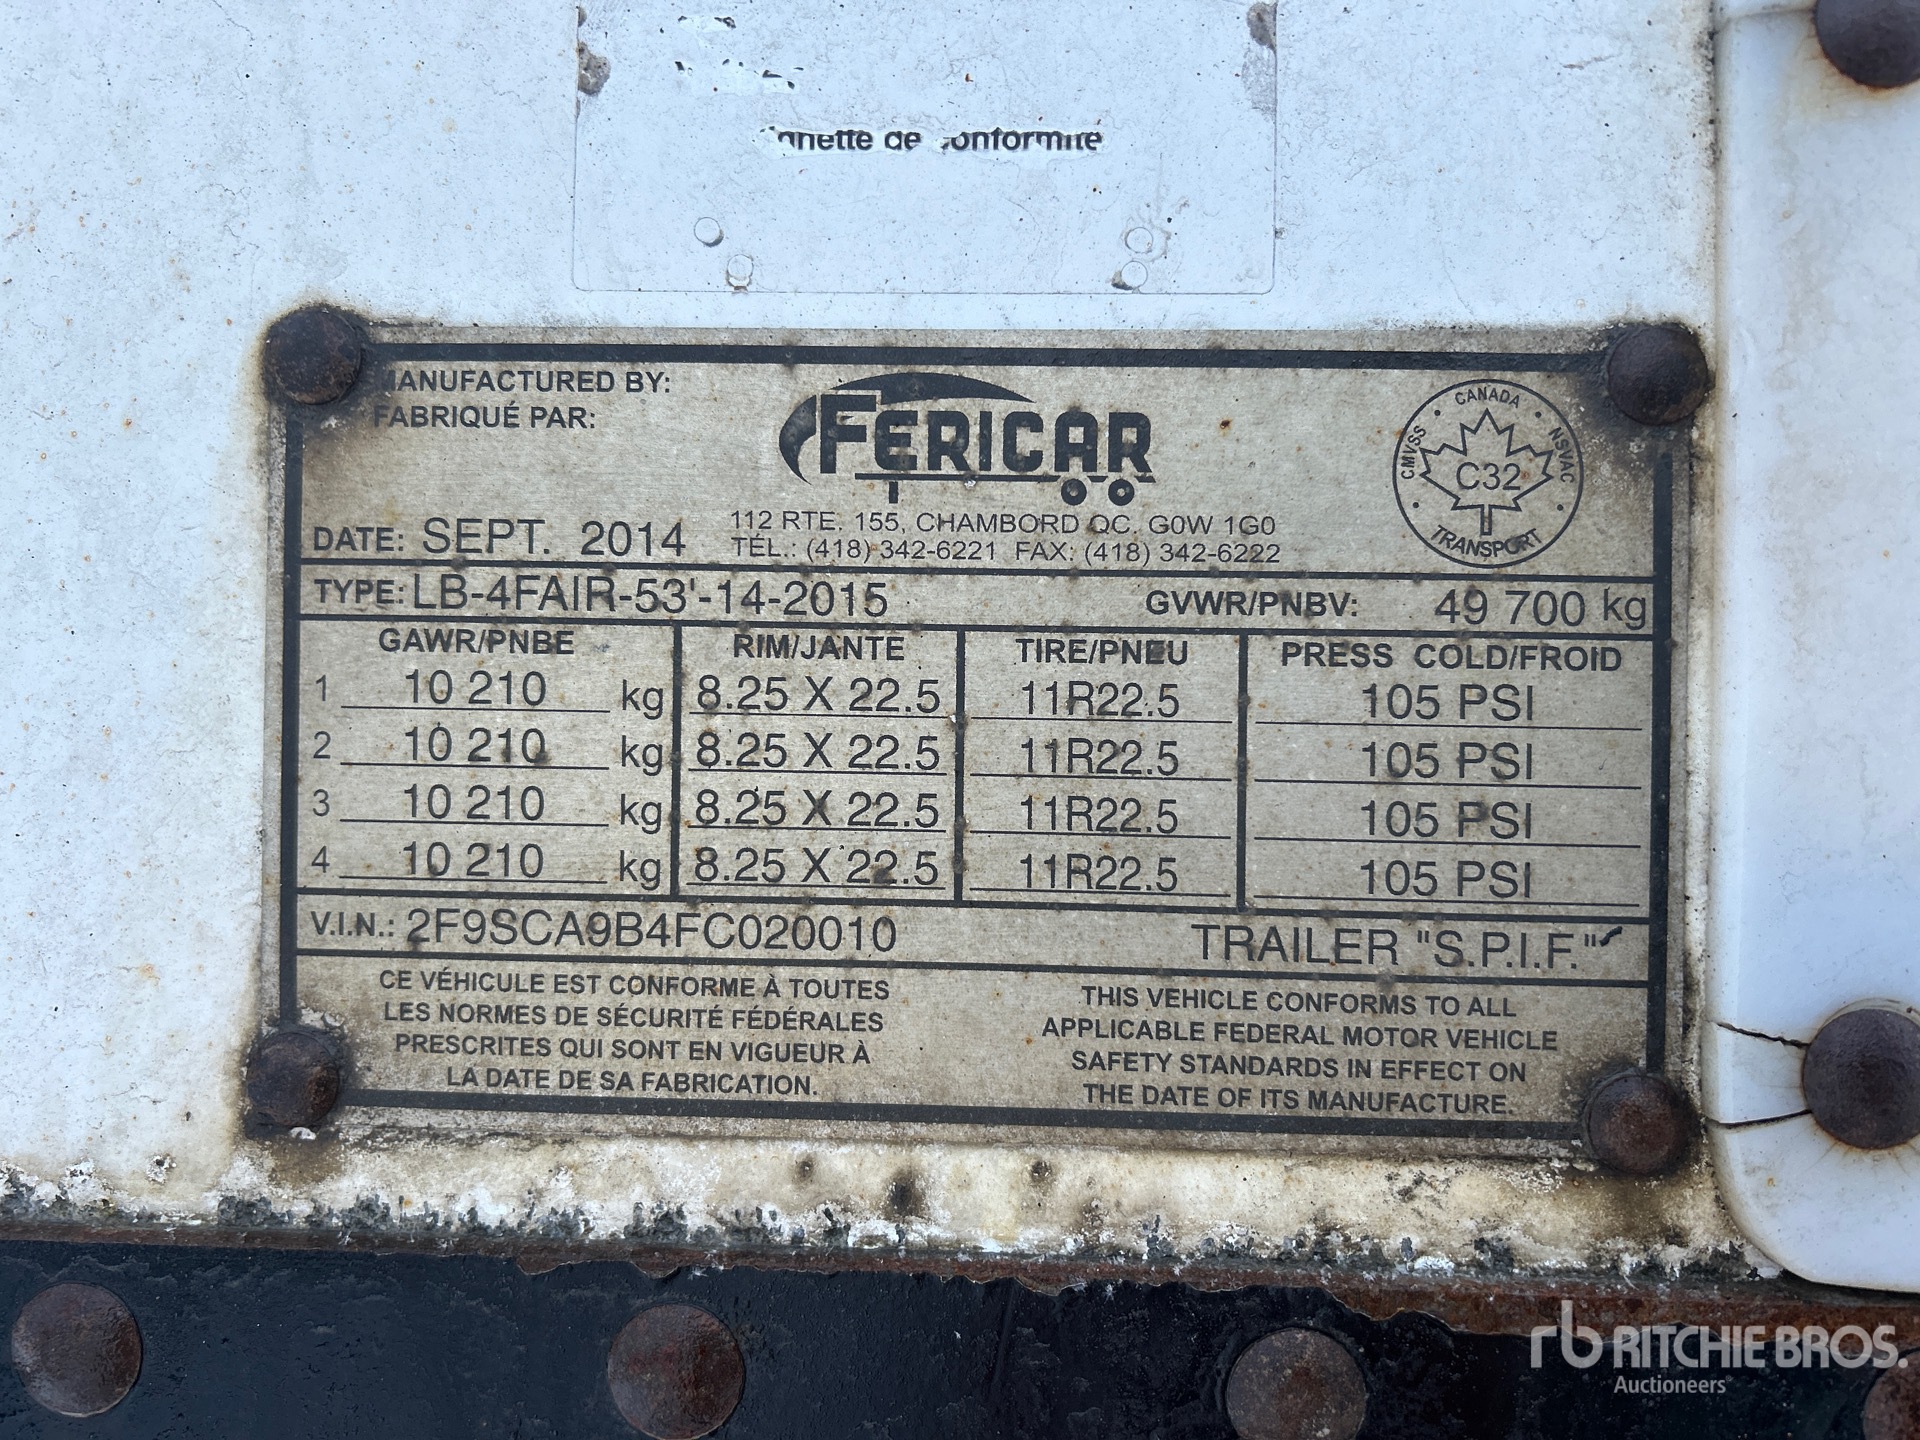 de
MANUFACTURED BY:
FABRIQUÉ PAR:
FERICAR
CANADA
CMVSS
NSVAC
C32
TRANSPORT
DATE: SEPT. 2014
112 RTE. 155, CHAMBORD QC. G0W 1G0
TÉL.: (418) 342-6221 FAX: (418) 342-6222
TYPE: LB-4FAIR-53'-14-2015 GVWR/PNBV: 49 700 kg
GAWR/PNBE RIM/JANTE TIRE/PNEU PRESS COLD/FROID
1 10 210 kg 8.25 X 22.5 11R22.5 105 PSI
2 10 210 kg 8.25 X 22.5 11R22.5 105 PSI
3 10 210 kg 8.25 X 22.5 11R22.5 105 PSI
4 10 210 kg 8.25 X 22.5 11R22.5 105 PSI
V.I.N.: 2F9SCA9B4FC020010 TRAILER "S.P.I.F."
CE VÉHICULE EST CONFORME À TOUTES
LES NORMES DE SÉCURITÉ FÉDÉRALES
PRESCRITES QUI SONT EN VIGUEUR À
LA DATE DE SA FABRICATION.
THIS VEHICLE CONFORMS TO ALL
APPLICABLE FEDERAL MOTOR VEHICLE
SAFETY STANDARDS IN EFFECT ON
THE DATE OF ITS MANUFACTURE.
rb RITCHIE BROS.
Auctioneers